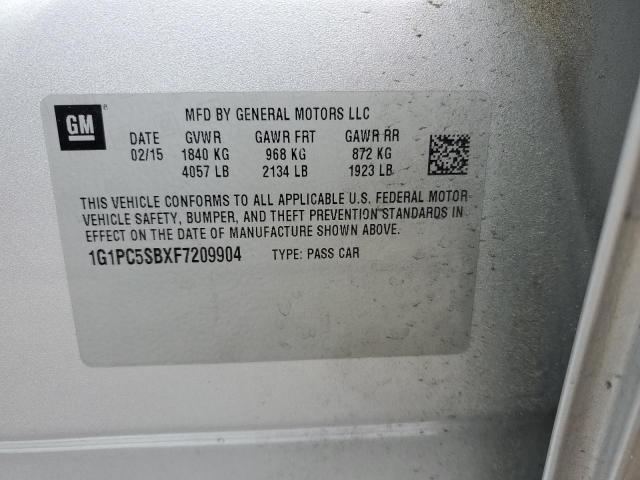 GM
®
MFD BY GENERAL MOTORS LLC
DATE GVWR GAWR FRT GAWR RR
02/15 1840 KG 968 KG 872 KG
4057 LB 2134 LB 1923 LB
THIS VEHICLE CONFORMS TO ALL APPLICABLE U.S. FEDERAL MOTOR
VEHICLE SAFETY, BUMPER, AND THEFT PREVENTION STANDARDS IN
EFFECT ON THE DATE OF MANUFACTURE SHOWN ABOVE.
1G1PC5SBXF7209904 TYPE: PASS CAR